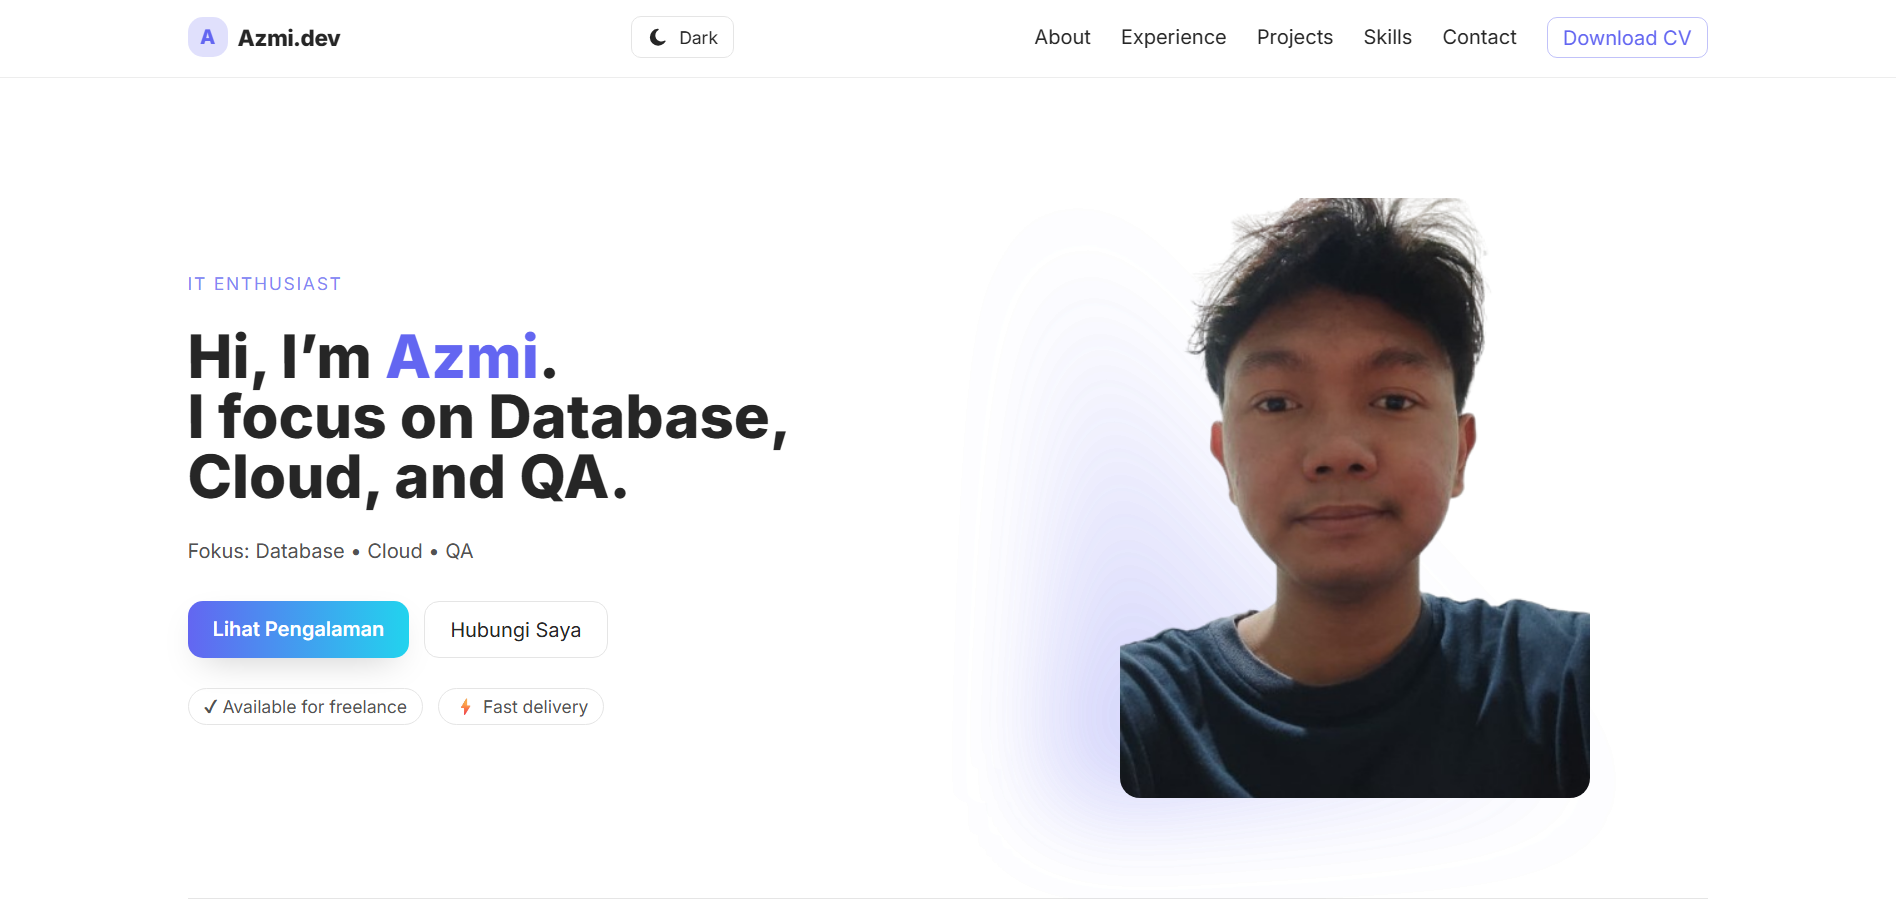 A Azmi.dev
Dark
About Experience Projects Skills Contact Download CV
IT ENTHUSIAST
Hi, I’m Azmi.
I focus on Database,
Cloud, and QA.
Fokus: Database • Cloud • QA
Lihat Pengalaman
Hubungi Saya
✓ Available for freelance
⚡ Fast delivery